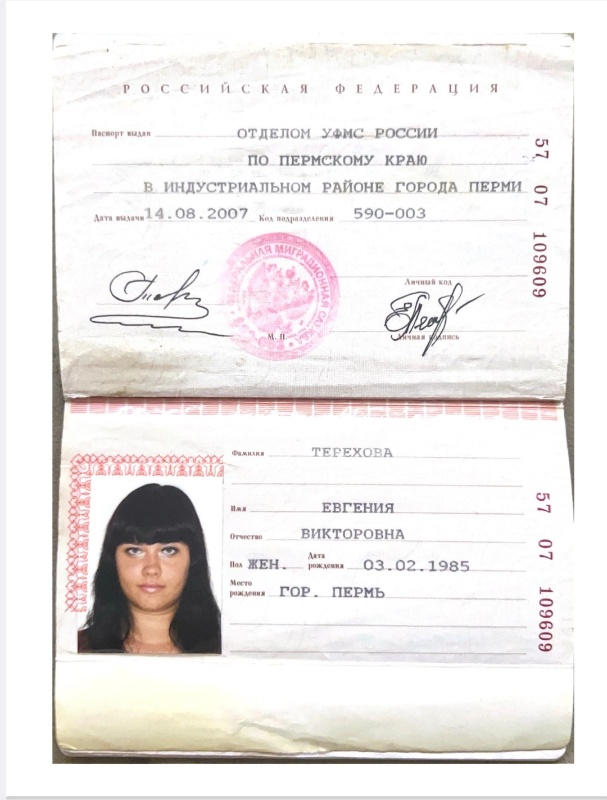 РОССИЙСКАЯ ФЕДЕРАЦИЯ
Паспорт выдан ОТДЕЛОМ УФМС РОССИИ
ПО ПЕРМСКОМУ КРАЮ
В ИНДУСТРИАЛЬНОМ РАЙОНЕ ГОРОДА ПЕРМИ
Дата выдачи 14.08.2007 Код подразделения 590-003
57 07 109609
МИГРАЦИОННАЯ СЛУЖБА
Личный код
М. П.
Личная подпись
Фамилия ТЕРЕХОВА
Имя ЕВГЕНИЯ
Отчество ВИКТОРОВНА
Пол ЖЕН. Дата рождения 03.02.1985
Место рождения ГОР. ПЕРМЬ
57 07 109609